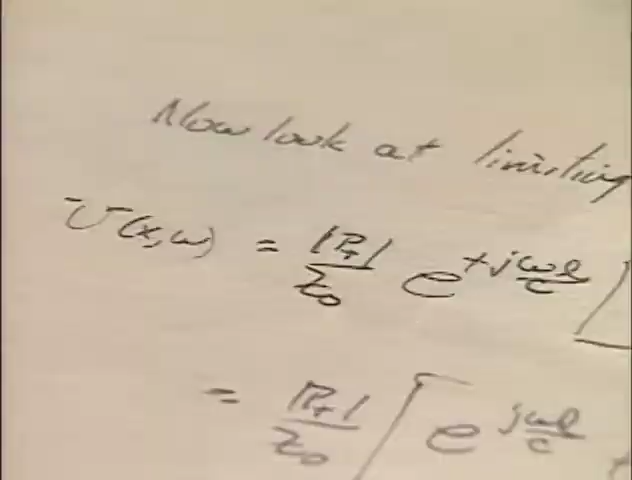 Now look at limiting
U(x,ω) = |P₊|/z₀ e^{+jωl/c} [
= |P₊|/z₀ [ e^{jωl/c} +